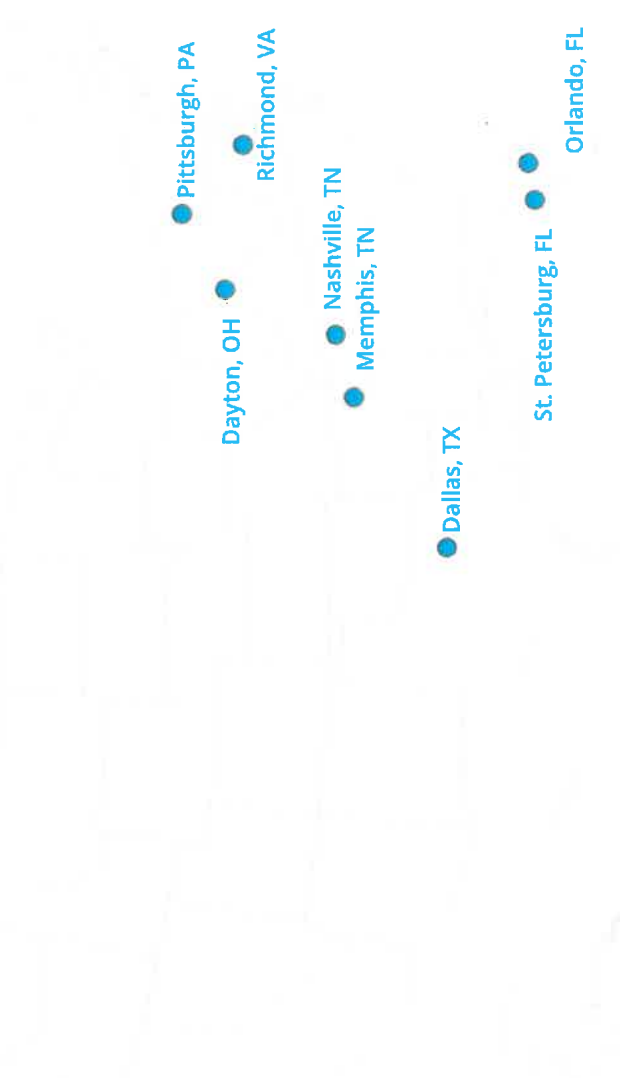 Pittsburgh, PA
Richmond, VA
Dayton, OH
Nashville, TN
Memphis, TN
Dallas, TX
St. Petersburg, FL
Orlando, FL